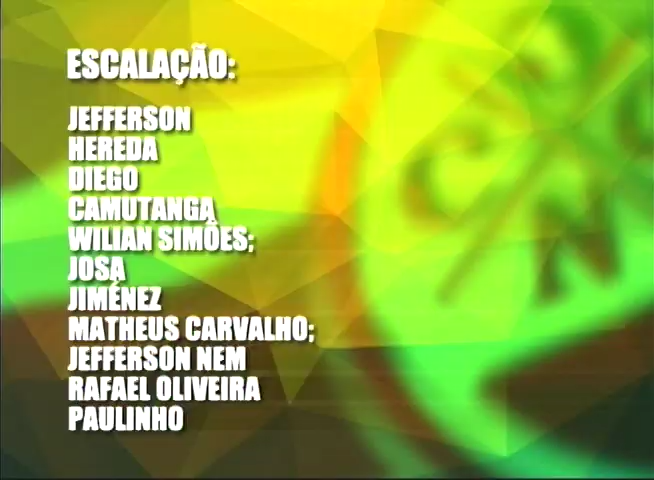 ESCALAÇÃO:
JEFFERSON
HEREDA
DIEGO
CAMUTANGA
WILIAN SIMÕES;
JOSA
JIMÉNEZ
MATHEUS CARVALHO;
JEFFERSON NEM
RAFAEL OLIVEIRA
PAULINHO